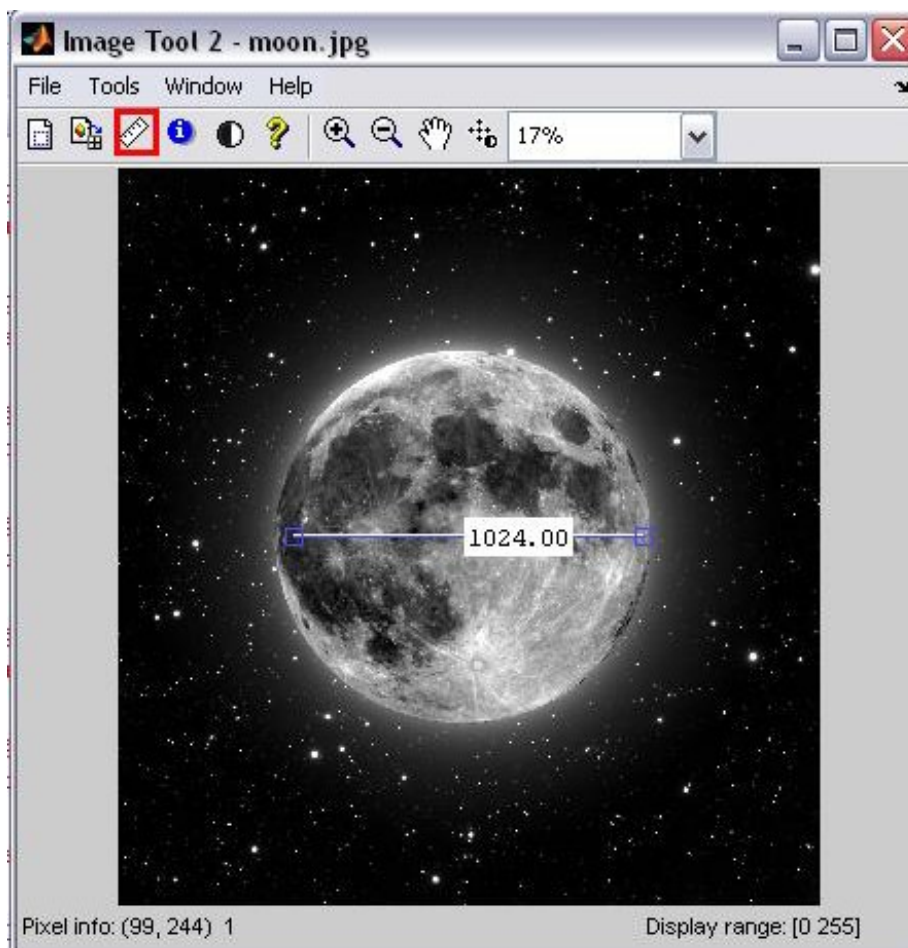 Image Tool 2 - moon.jpg
File Tools Window Help
17%
1024.00
Pixel info: (99, 244) 1
Display range: [0 255]